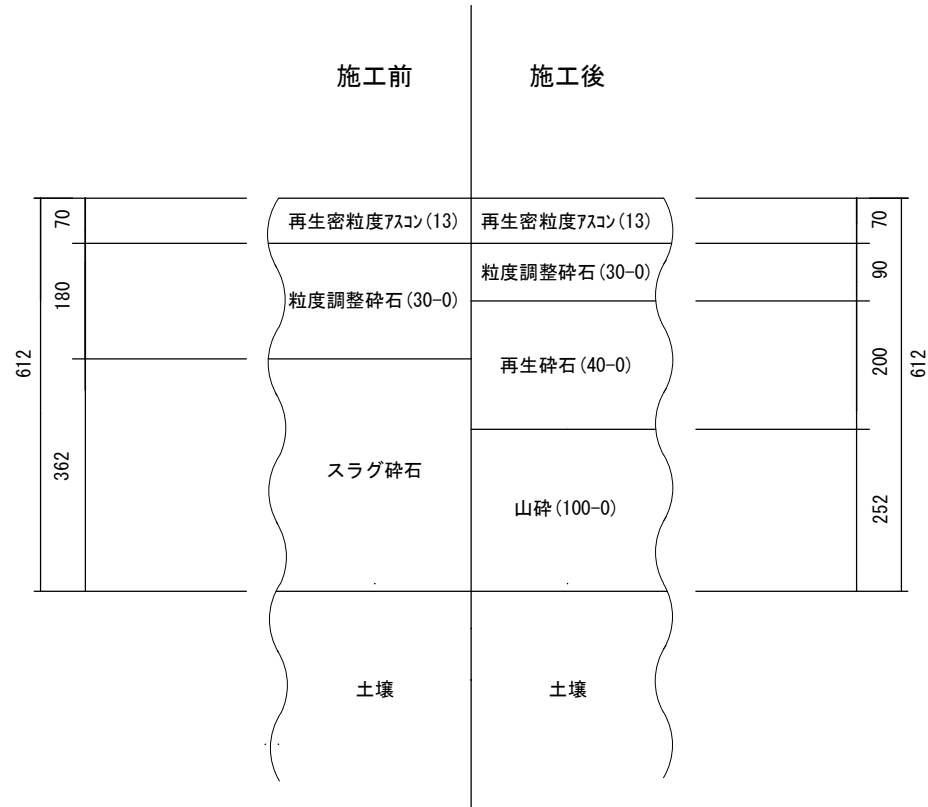 施工前
施工後
70
180
362
612
再生密粒度ｱｽｺﾝ(13)
粒度調整砕石(30-0)
スラグ砕石
土壌
再生密粒度ｱｽｺﾝ(13)
粒度調整砕石(30-0)
再生砕石(40-0)
山砕(100-0)
土壌
70
90
200
252
612